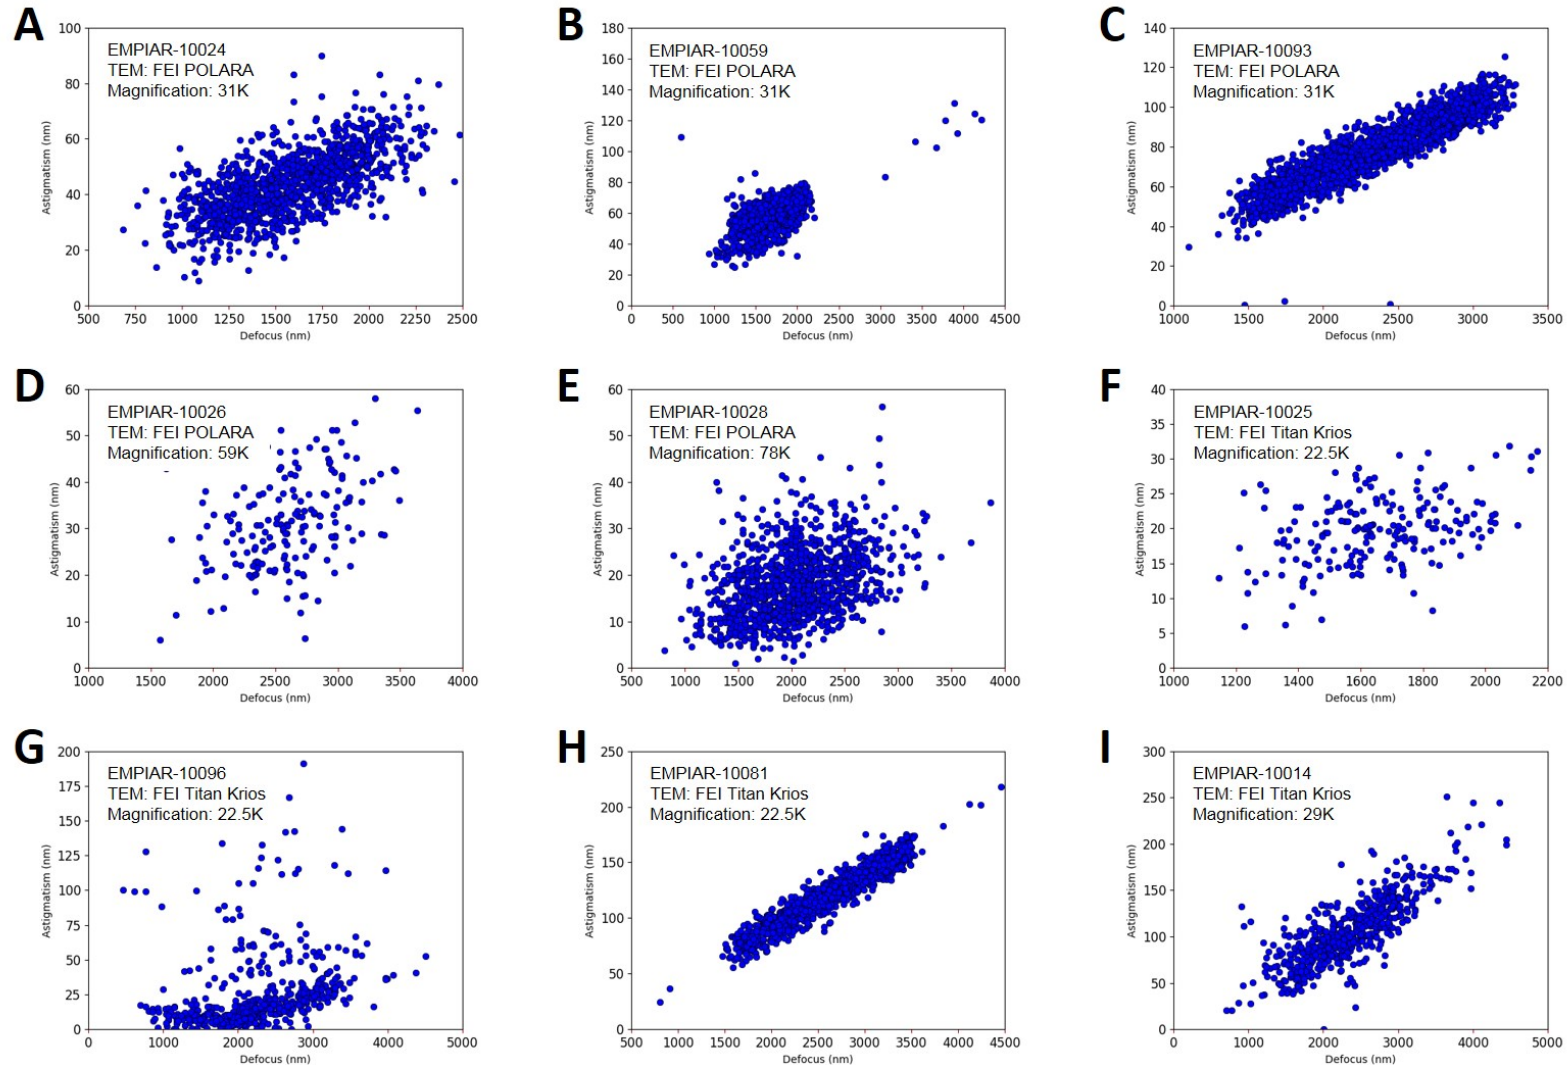 A
EMPIAR-10024
TEM: FEI POLARA
Magnification: 31K
100
80
60
40
20
0
Astigmatism (nm)
500 750 1000 1250 1500 1750 2000 2250 2500
Defocus (nm)
B
EMPIAR-10059
TEM: FEI POLARA
Magnification: 31K
180
160
140
120
100
80
60
40
20
0
Astigmatism (nm)
0 500 1000 1500 2000 2500 3000 3500 4000 4500
Defocus (nm)
C
EMPIAR-10093
TEM: FEI POLARA
Magnification: 31K
140
120
100
80
60
40
20
0
Astigmatism (nm)
1000 1500 2000 2500 3000 3500
Defocus (nm)
D
EMPIAR-10026
TEM: FEI POLARA
Magnification: 59K
60
50
40
30
20
10
0
Astigmatism (nm)
1000 1500 2000 2500 3000 3500 4000
Defocus (nm)
E
EMPIAR-10028
TEM: FEI POLARA
Magnification: 78K
60
50
40
30
20
10
0
Astigmatism (nm)
500 1000 1500 2000 2500 3000 3500 4000
Defocus (nm)
F
EMPIAR-10025
TEM: FEI Titan Krios
Magnification: 22.5K
40
35
30
25
20
15
10
5
0
Astigmatism (nm)
1000 1200 1400 1600 1800 2000 2200
Defocus (nm)
G
EMPIAR-10096
TEM: FEI Titan Krios
Magnification: 22.5K
200
175
150
125
100
75
50
25
0
Astigmatism (nm)
0 1000 2000 3000 4000 5000
Defocus (nm)
H
EMPIAR-10081
TEM: FEI Titan Krios
Magnification: 22.5K
250
200
150
100
50
0
Astigmatism (nm)
500 1000 1500 2000 2500 3000 3500 4000 4500
Defocus (nm)
I
EMPIAR-10014
TEM: FEI Titan Krios
Magnification: 29K
300
250
200
150
100
50
0
Astigmatism (nm)
0 1000 2000 3000 4000 5000
Defocus (nm)